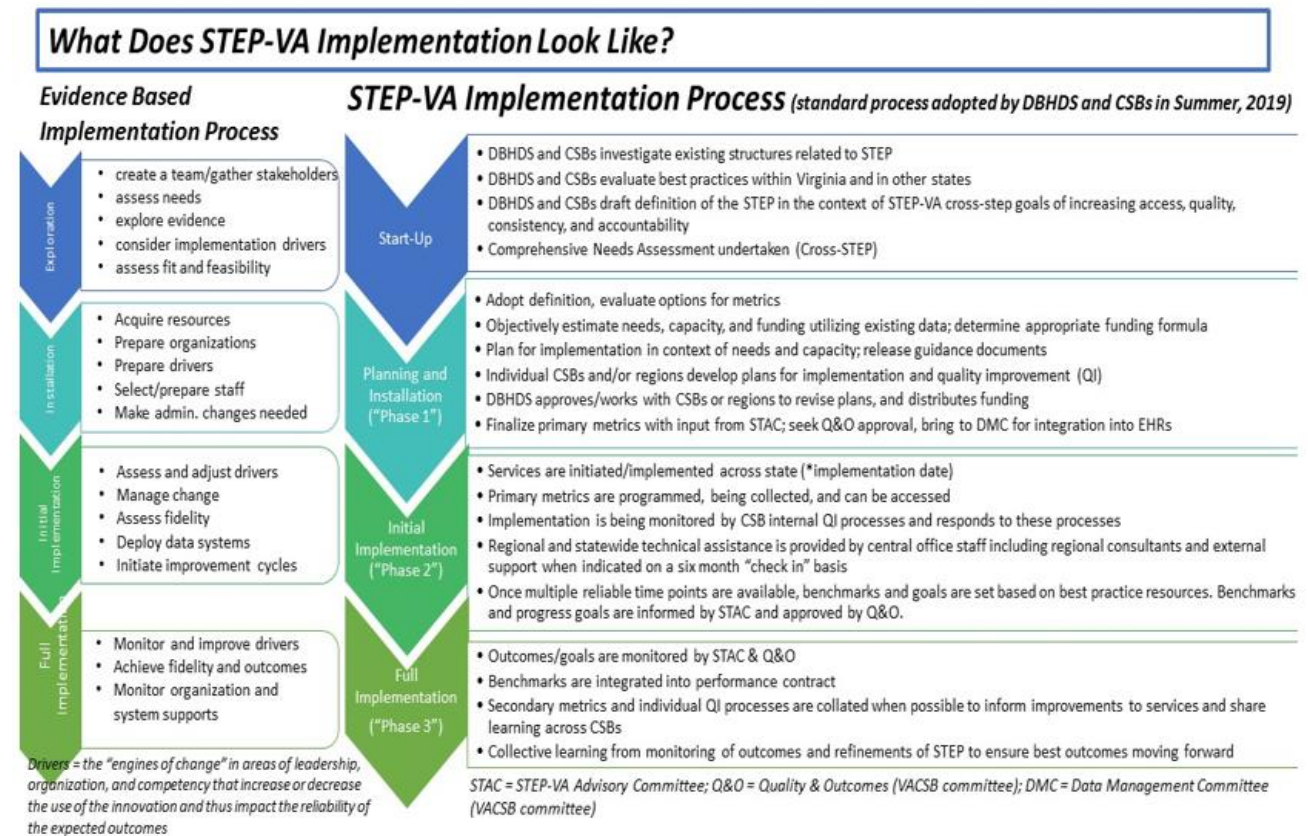 What Does STEP-VA Implementation Look Like?
Evidence Based
Implementation Process
Exploration
• create a team/gather stakeholders
• assess needs
• explore evidence
• consider implementation drivers
• assess fit and feasibility
Installation
• Acquire resources
• Prepare organizations
• Prepare drivers
• Select/prepare staff
• Make admin. changes needed
Initial
Implementation
• Assess and adjust drivers
• Manage change
• Assess fidelity
• Deploy data systems
• Initiate improvement cycles
Full
Implementation
• Monitor and improve drivers
• Achieve fidelity and outcomes
• Monitor organization and
system supports
Drivers = the “engines of change” in areas of leadership,
organization, and competency that increase or decrease
the use of the innovation and thus impact the reliability of
the expected outcomes
STEP-VA Implementation Process (standard process adopted by DBHDS and CSBs in Summer, 2019)
Start-Up
• DBHDS and CSBs investigate existing structures related to STEP
• DBHDS and CSBs evaluate best practices within Virginia and in other states
• DBHDS and CSBs draft definition of the STEP in the context of STEP-VA cross-step goals of increasing access, quality,
consistency, and accountability
• Comprehensive Needs Assessment undertaken (Cross-STEP)
Planning and
Installation
(“Phase 1”)
• Adopt definition, evaluate options for metrics
• Objectively estimate needs, capacity, and funding utilizing existing data; determine appropriate funding formula
• Plan for implementation in context of needs and capacity; release guidance documents
• Individual CSBs and/or regions develop plans for implementation and quality improvement (QI)
• DBHDS approves/works with CSBs or regions to revise plans, and distributes funding
• Finalize primary metrics with input from STAC; seek Q&O approval, bring to DMC for integration into EHRs
Initial
Implementation
(“Phase 2”)
• Services are initiated/implemented across state (*implementation date)
• Primary metrics are programmed, being collected, and can be accessed
• Implementation is being monitored by CSB internal QI processes and responds to these processes
• Regional and statewide technical assistance is provided by central office staff including regional consultants and external
support when indicated on a six month “check in” basis
• Once multiple reliable time points are available, benchmarks and goals are set based on best practice resources. Benchmarks
and progress goals are informed by STAC and approved by Q&O.
Full
Implementation
(“Phase 3”)
• Outcomes/goals are monitored by STAC & Q&O
• Benchmarks are integrated into performance contract
• Secondary metrics and individual QI processes are collated when possible to inform improvements to services and share
learning across CSBs
• Collective learning from monitoring of outcomes and refinements of STEP to ensure best outcomes moving forward
STAC = STEP-VA Advisory Committee; Q&O = Quality & Outcomes (VACSB committee); DMC = Data Management Committee
(VACSB committee)